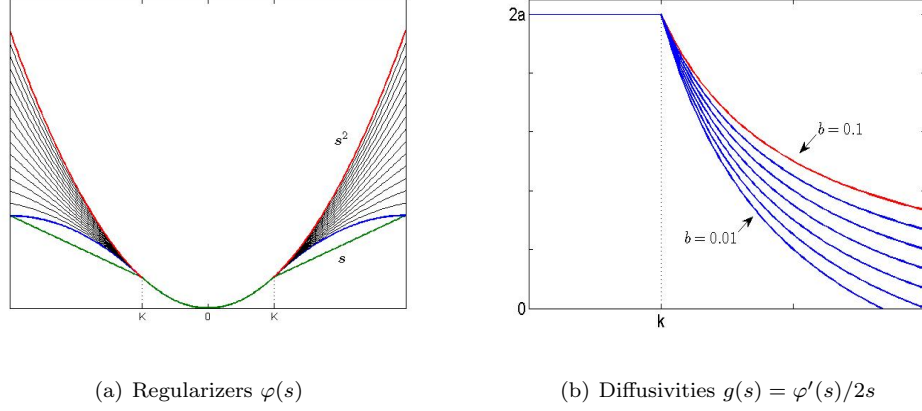 s²
s
K
0
K
2a
b = 0.1
b = 0.01
0
k
(a) Regularizers φ(s)
(b) Diffusivities g(s) = φ′(s)/2s